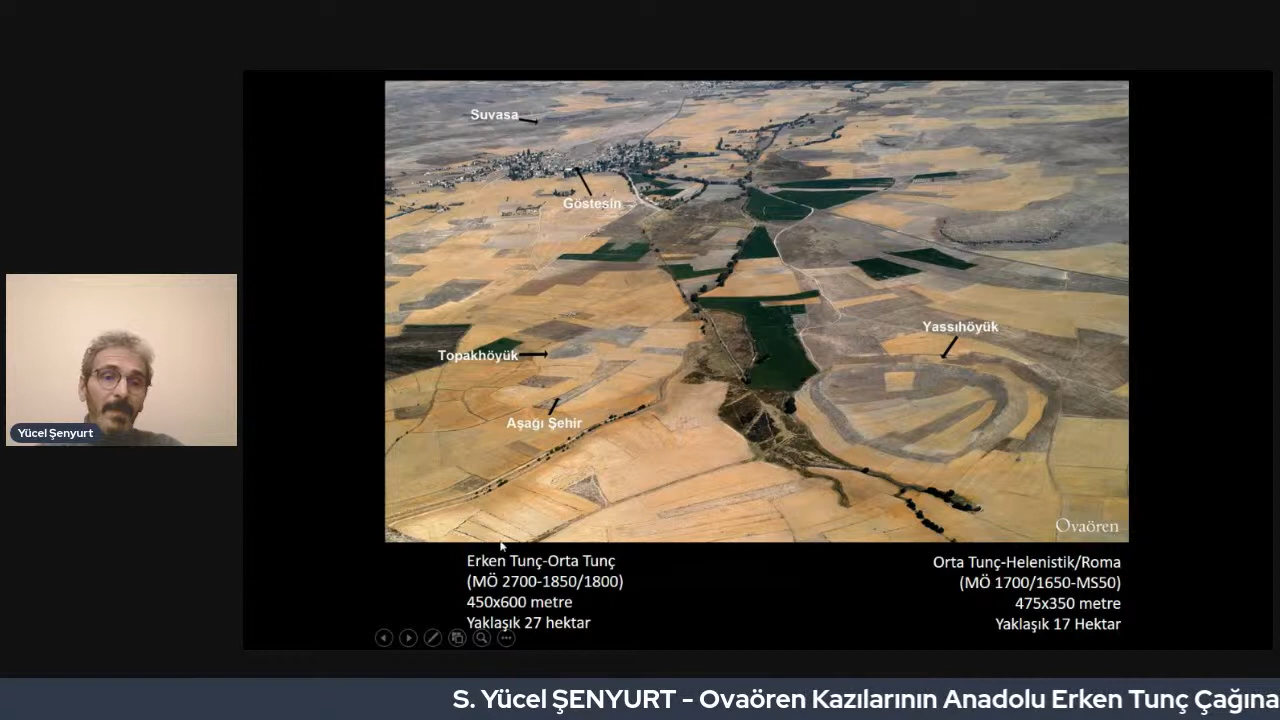 Suvasa
Göstesin
Yassıhöyük
Topakhöyük
Aşağı Şehir
Ovaören
Yücel Şenyurt
Erken Tunç-Orta Tunç
(MÖ 2700-1850/1800)
450x600 metre
Yaklaşık 27 hektar
Orta Tunç-Helenistik/Roma
(MÖ 1700/1650-MS50)
475x350 metre
Yaklaşık 17 Hektar
S. Yücel ŞENYURT - Ovaören Kazılarının Anadolu Erken Tunç Çağına